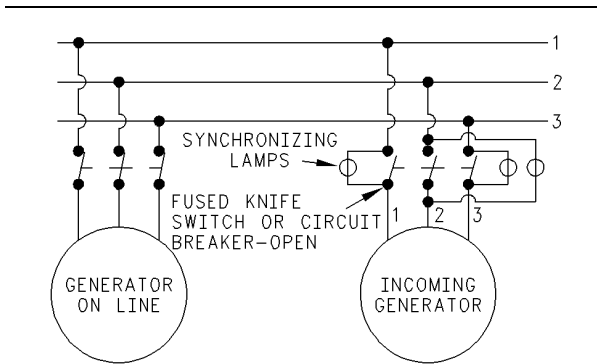 1
2
3
SYNCHRONIZING
LAMPS
FUSED KNIFE
SWITCH OR CIRCUIT
BREAKER-OPEN
1
2
3
GENERATOR
ON LINE
INCOMING
GENERATOR